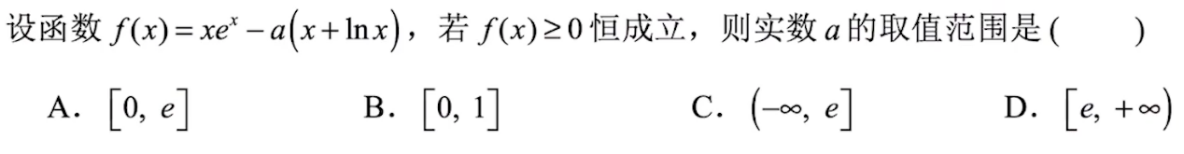 设函数 f(x)=xeˣ−a(x+ln x)，若 f(x)≥0 恒成立，则实数 a 的取值范围是(　　)
A．[0, e]　　B．[0, 1]　　C．(−∞, e]　　D．[e, +∞)